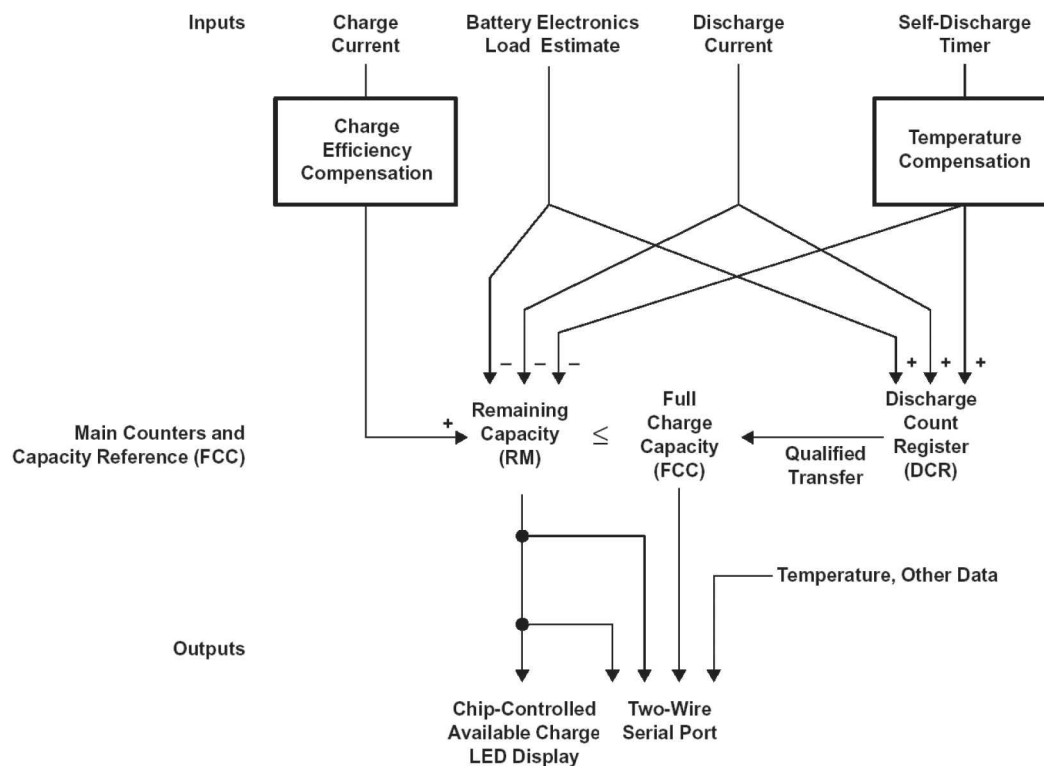 Inputs
Charge
Current
Battery Electronics
Load Estimate
Discharge
Current
Self-Discharge
Timer
Charge
Efficiency
Compensation
Temperature
Compensation
– – –
+ + +
Main Counters and
Capacity Reference (FCC)
+
Remaining
Capacity
(RM)
≤
Full
Charge
Capacity
(FCC)
Qualified
Transfer
Discharge
Count
Register
(DCR)
Temperature, Other Data
Outputs
Chip-Controlled
Available Charge
LED Display
Two-Wire
Serial Port